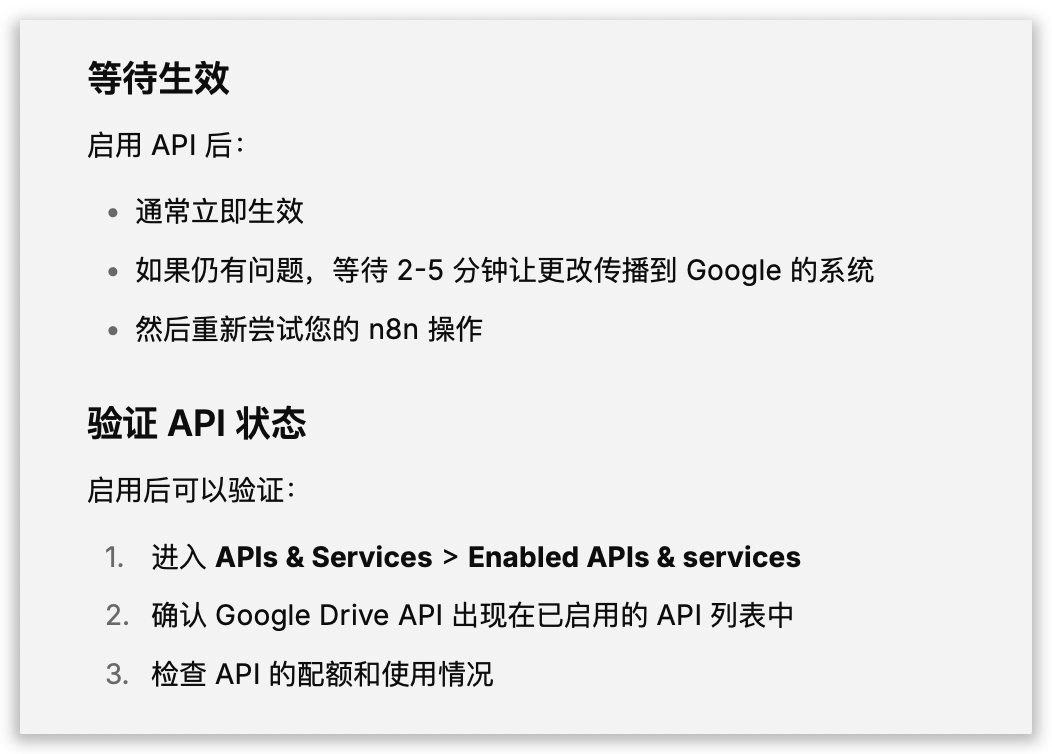 等待生效
启用 API 后：
• 通常立即生效
• 如果仍有问题，等待 2-5 分钟让更改传播到 Google 的系统
• 然后重新尝试您的 n8n 操作
验证 API 状态
启用后可以验证：
1. 进入 APIs & Services > Enabled APIs & services
2. 确认 Google Drive API 出现在已启用的 API 列表中
3. 检查 API 的配额和使用情况